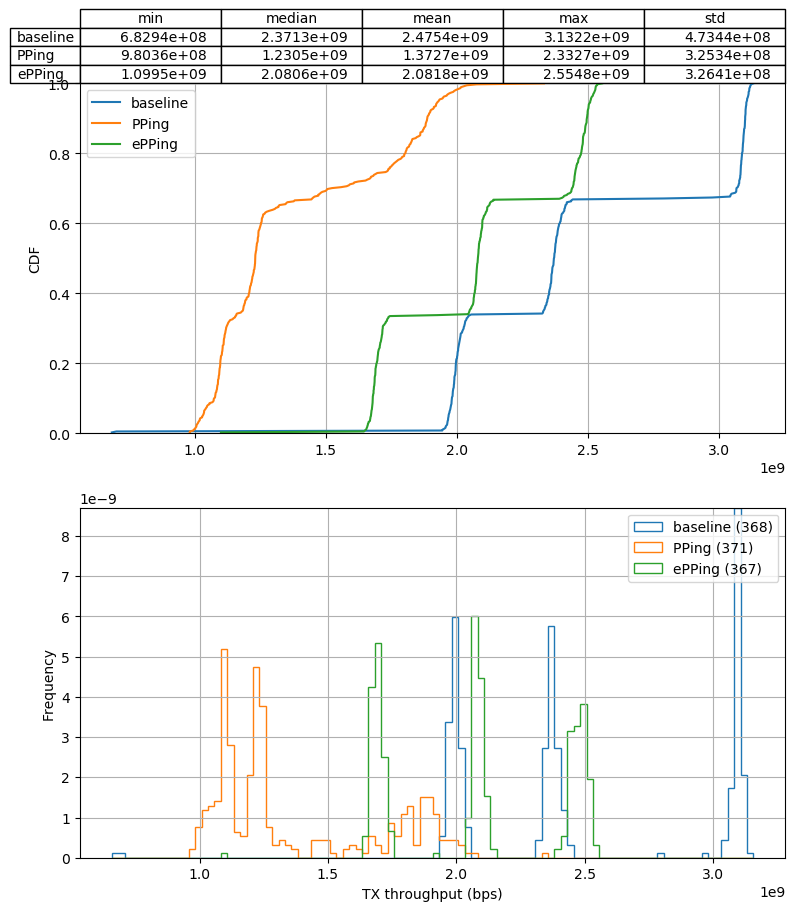 min median mean max std
baseline 6.8294e+08 2.3713e+09 2.4754e+09 3.1322e+09 4.7344e+08
PPing 9.8036e+08 1.2305e+09 1.3727e+09 2.3327e+09 3.2534e+08
ePPing 1.0995e+09 2.0806e+09 2.0818e+09 2.5548e+09 3.2641e+08
1.0
baseline
PPing
ePPing
0.8
0.6
CDF
0.4
0.2
0.0
1.0 1.5 2.0 2.5 3.0
1e9
1e−9
baseline (368)
PPing (371)
ePPing (367)
8
7
6
5
Frequency
4
3
2
1
0
1.0 1.5 2.0 2.5 3.0
TX throughput (bps)
1e9